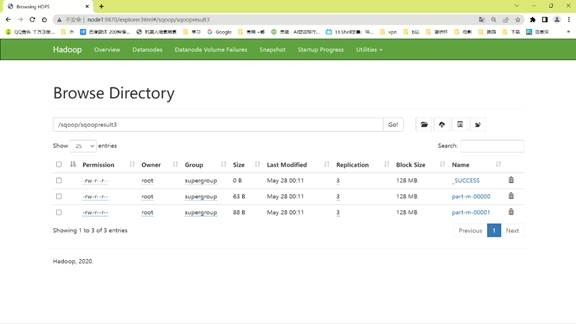 Browsing HDFS
不安全 | node1:9870/explorer.html#/sqoop/sqoopresult3
Google
vpn
Hadoop Overview Datanodes Datanode Volume Failures Snapshot Startup Progress Utilities
Browse Directory
/sqoop/sqoopresult3 Go!
Show 25 entries Search:
Permission Owner Group Size Last Modified Replication Block Size Name
-rw-r--r-- root supergroup 0 B May 28 00:11 3 128 MB _SUCCESS
-rw-r--r-- root supergroup 63 B May 28 00:11 3 128 MB part-m-00000
-rw-r--r-- root supergroup 88 B May 28 00:11 3 128 MB part-m-00001
Showing 1 to 3 of 3 entries Previous 1 Next
Hadoop, 2020.